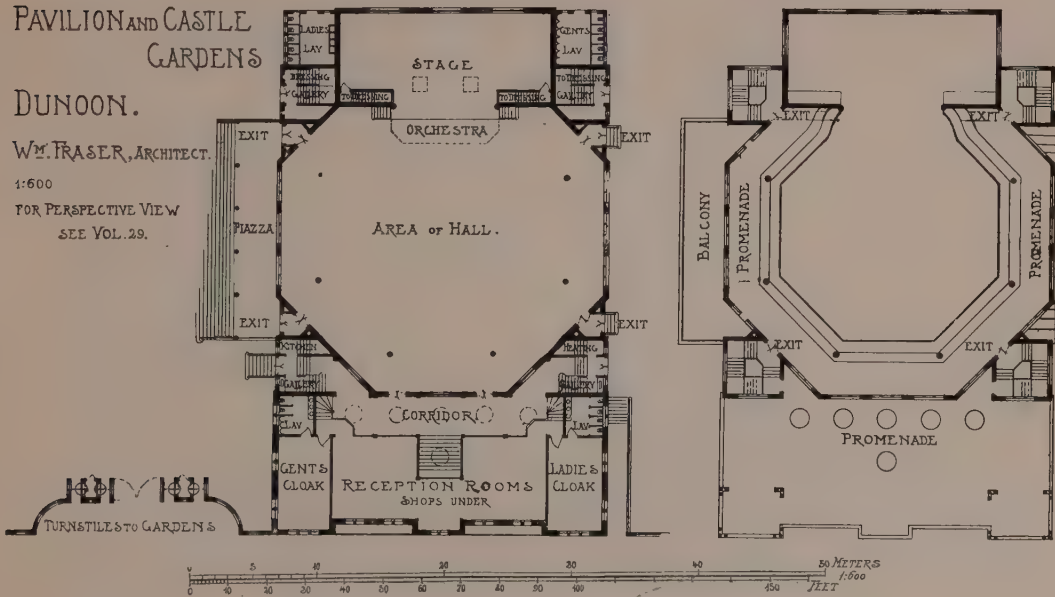 PAVILION AND CASTLE
GARDENS
DUNOON.
WM. FRASER, ARCHITECT.
1:600
FOR PERSPECTIVE VIEW
SEE VOL. 29.
LADIES
LAV
GENTS
LAV
STAGE
DRESSING
GALLERY
TO DRESSING
TO DRESSING
TO DRESSING
GALLERY
ORCHESTRA
EXIT
EXIT
PIAZZA
AREA OF HALL.
EXIT
EXIT
KITCHEN
GALLERY
HEATING
GALLERY
CORRIDOR
LAV
LAV
GENTS
CLOAK
RECEPTION ROOMS
SHOPS UNDER
LADIES
CLOAK
TURNSTILES TO GARDENS
EXIT
EXIT
BALCONY
PROMENADE
PROMENADE
EXIT
EXIT
PROMENADE
0 5 10 20 30 40 50 METERS
1:600
0 10 20 30 40 50 60 70 80 90 100 150 FEET